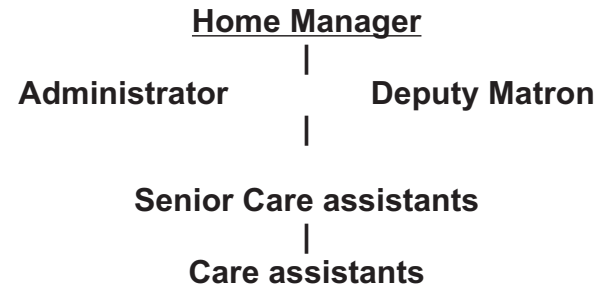 Home Manager
|
Administrator Deputy Matron
|
Senior Care assistants
|
Care assistants